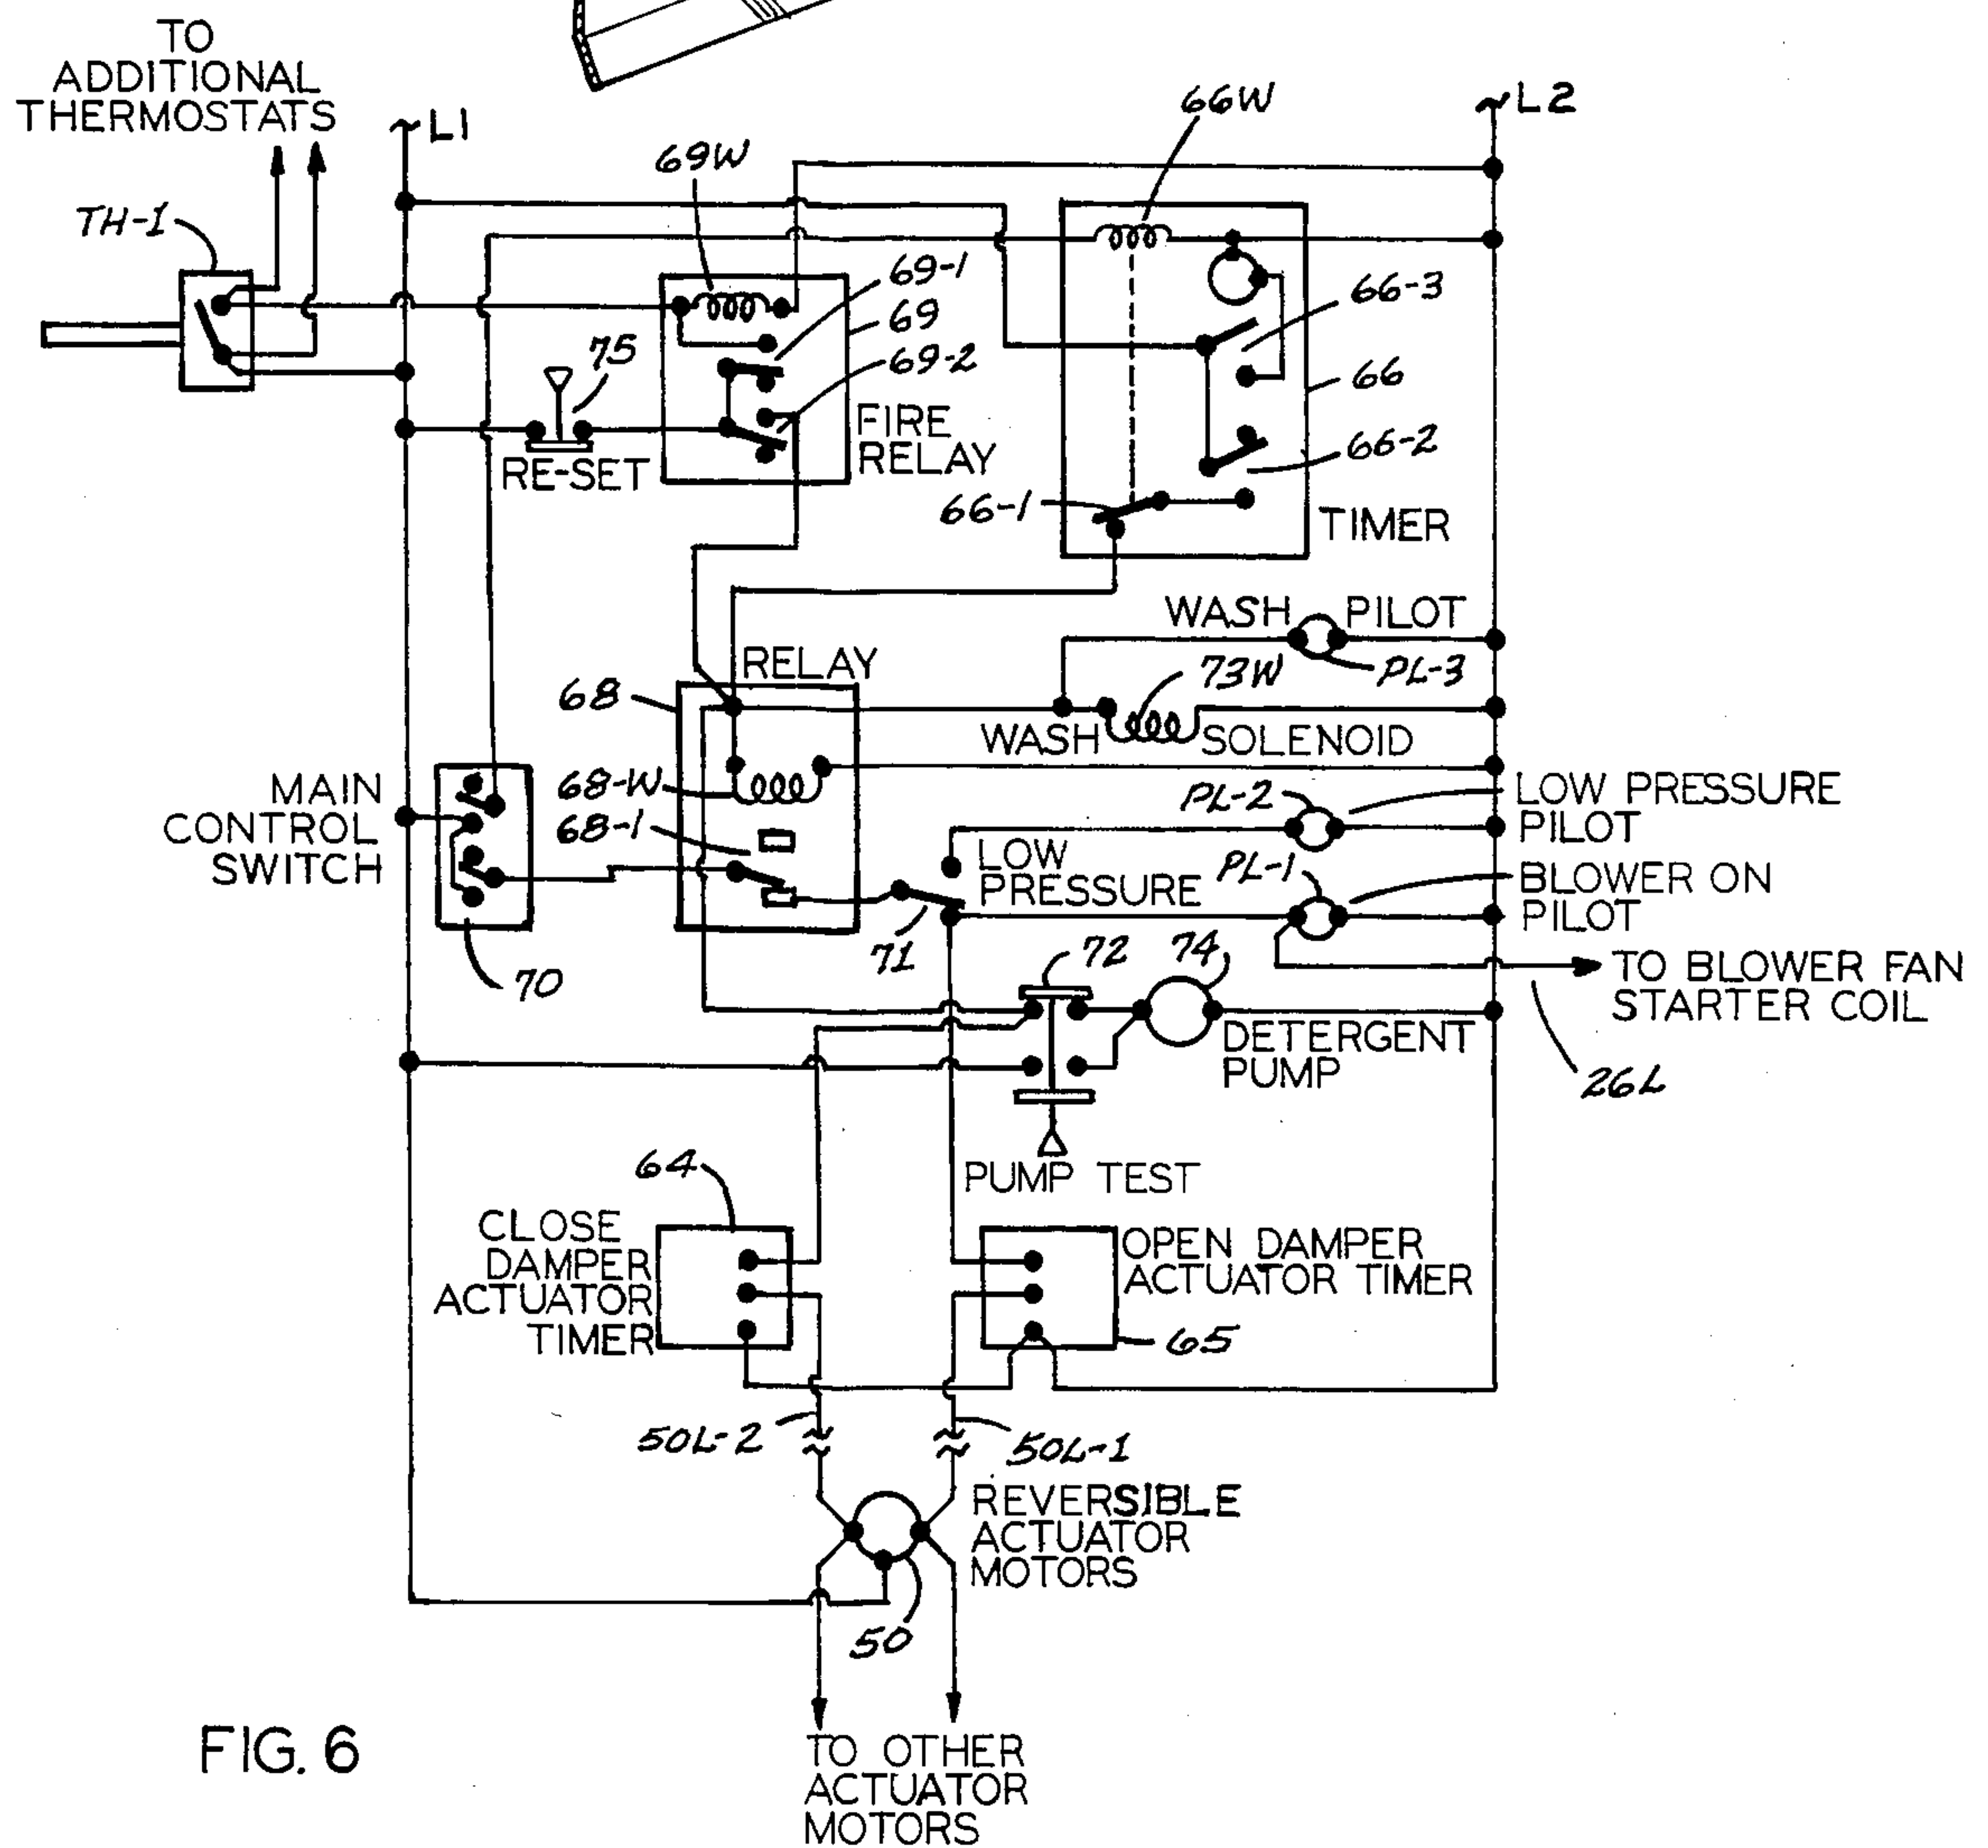 TO
ADDITIONAL
THERMOSTATS
L1
L2
66W
69W
TH-1
69-1
69
69-2
66-3
66
66-2
75
RE-SET
FIRE
RELAY
66-1
TIMER
WASH PILOT
PL-3
RELAY
68
73W
WASH SOLENOID
MAIN
CONTROL
SWITCH
68-W
68-1
PL-2
LOW PRESSURE
PILOT
LOW
PRESSURE
PL-1
BLOWER ON
PILOT
70
71
72
74
TO BLOWER FAN
STARTER COIL
DETERGENT
PUMP
26L
PUMP TEST
64
CLOSE
DAMPER
ACTUATOR
TIMER
OPEN DAMPER
ACTUATOR TIMER
65
50L-2
50L-1
REVERSIBLE
ACTUATOR
MOTORS
50
FIG. 6
TO OTHER
ACTUATOR
MOTORS